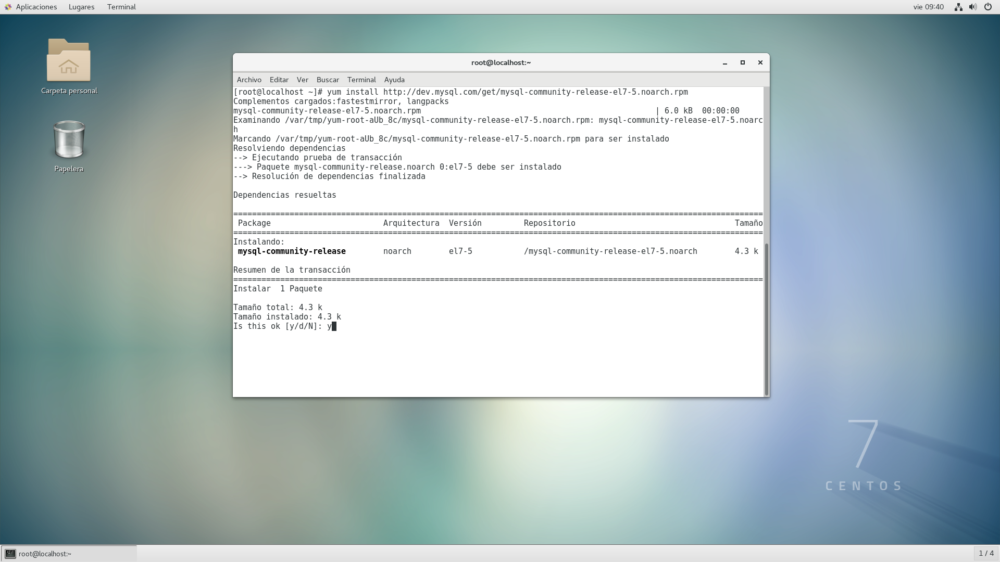 Aplicaciones Lugares Terminal vie 09:40
Carpeta personal
Papelera
root@localhost:~
Archivo Editar Ver Buscar Terminal Ayuda
[root@localhost ~]# yum install http://dev.mysql.com/get/mysql-community-release-el7-5.noarch.rpm
Complementos cargados:fastestmirror, langpacks
mysql-community-release-el7-5.noarch.rpm | 6.0 kB 00:00:00
Examinando /var/tmp/yum-root-aUb_8c/mysql-community-release-el7-5.noarch.rpm: mysql-community-release-el7-5.noarc
h
Marcando /var/tmp/yum-root-aUb_8c/mysql-community-release-el7-5.noarch.rpm para ser instalado
Resolviendo dependencias
--> Ejecutando prueba de transacción
---> Paquete mysql-community-release.noarch 0:el7-5 debe ser instalado
--> Resolución de dependencias finalizada
Dependencias resueltas
=================================================================================================================
Package Arquitectura Versión Repositorio Tamaño
=================================================================================================================
Instalando:
mysql-community-release noarch el7-5 /mysql-community-release-el7-5.noarch 4.3 k
Resumen de la transacción
=================================================================================================================
Instalar 1 Paquete
Tamaño total: 4.3 k
Tamaño instalado: 4.3 k
Is this ok [y/d/N]: y
7
CENTOS
root@localhost:~ 1 / 4